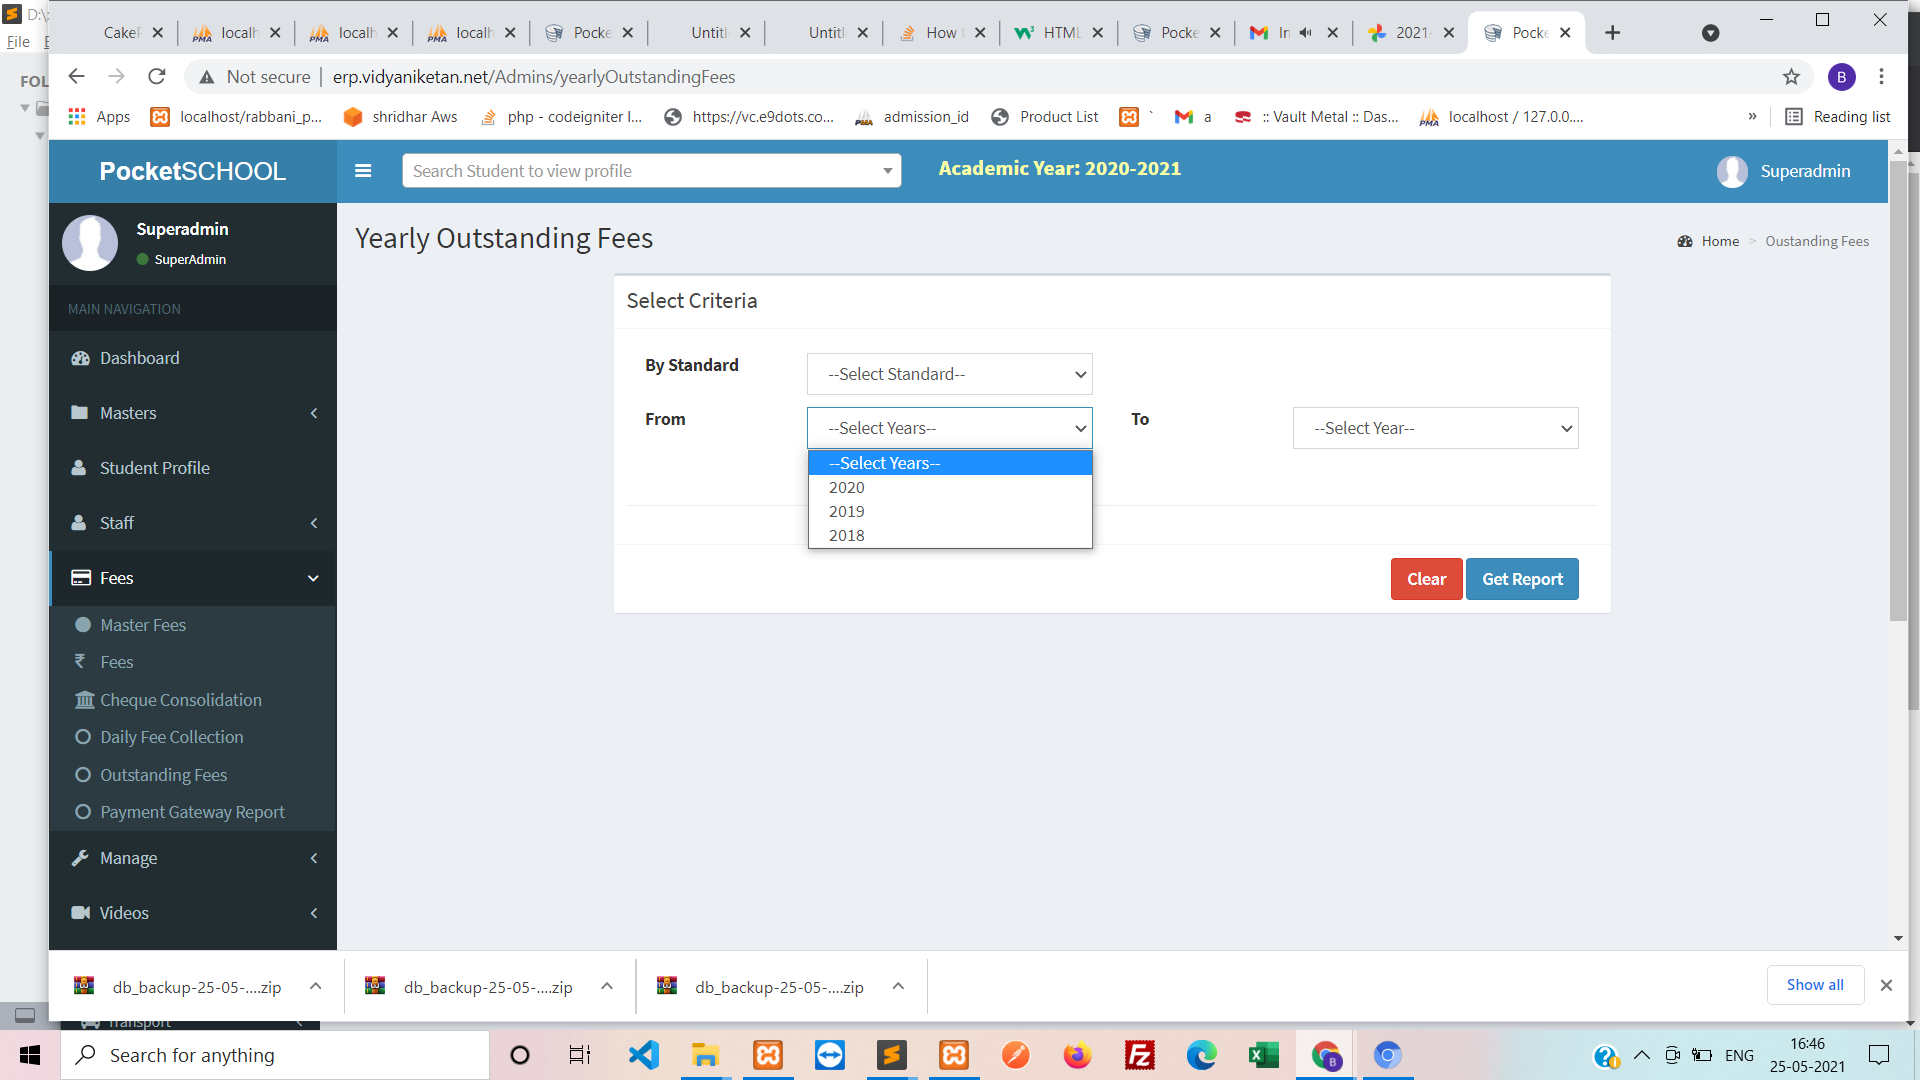 D:\
File
FOL
CakeP
localh
localh
localh
Pocke
Untitl
Untitl
How t
HTML
Pocke
In
2021-
Pocke
Not secure
erp.vidyaniketan.net/Admins/yearlyOutstandingFees
B
Apps
localhost/rabbani_p...
shridhar Aws
php - codeigniter I...
https://vc.e9dots.co...
admission_id
Product List
`
a
:: Vault Metal :: Das...
localhost / 127.0.0....
»
Reading list
PocketSCHOOL
Search Student to view profile
Academic Year: 2020-2021
Superadmin
Superadmin
SuperAdmin
Yearly Outstanding Fees
Home > Oustanding Fees
MAIN NAVIGATION
Dashboard
Masters
Student Profile
Staff
Fees
Master Fees
Fees
Cheque Consolidation
Daily Fee Collection
Outstanding Fees
Payment Gateway Report
Manage
Videos
Transport
Select Criteria
By Standard
--Select Standard--
From
--Select Years--
To
--Select Year--
--Select Years--
2020
2019
2018
Clear
Get Report
db_backup-25-05-....zip
db_backup-25-05-....zip
db_backup-25-05-....zip
Show all
Search for anything
ENG
16:46
25-05-2021